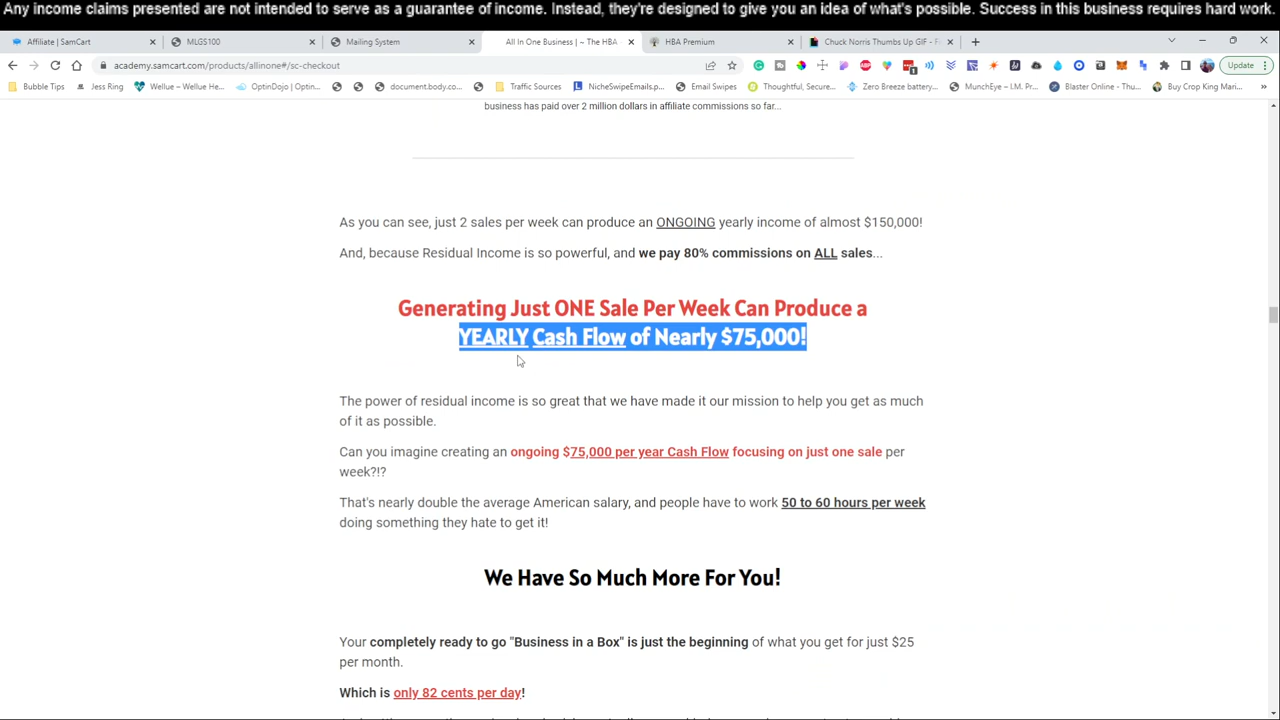 Any income claims presented are not intended to serve as a guarantee of income. Instead, they're designed to give you an idea of what's possible. Success in this business requires hard work.
Affiliate | SamCart
MLGS100
Mailing System
All In One Business | ~ The HBA
HBA Premium
Chuck Norris Thumbs Up GIF - F
academy.samcart.com/products/allinone#/sc-checkout
Update
Bubble Tips
Jess Ring
Wellue – Wellue He...
OptinDojo | Optin...
document.body.co...
Traffic Sources
NicheSwipeEmails.p...
Email Swipes
Thoughtful, Secure...
Zero Breeze battery...
MunchEye – I.M. Pr...
Blaster Online - Thu...
Buy Crop King Mari...
business has paid over 2 million dollars in affiliate commissions so far...
As you can see, just 2 sales per week can produce an ONGOING yearly income of almost $150,000!
And, because Residual Income is so powerful, and we pay 80% commissions on ALL sales...
Generating Just ONE Sale Per Week Can Produce a
YEARLY Cash Flow of Nearly $75,000!
The power of residual income is so great that we have made it our mission to help you get as much
of it as possible.
Can you imagine creating an ongoing $75,000 per year Cash Flow focusing on just one sale per
week?!?
That's nearly double the average American salary, and people have to work 50 to 60 hours per week
doing something they hate to get it!
We Have So Much More For You!
Your completely ready to go "Business in a Box" is just the beginning of what you get for just $25
per month.
Which is only 82 cents per day!